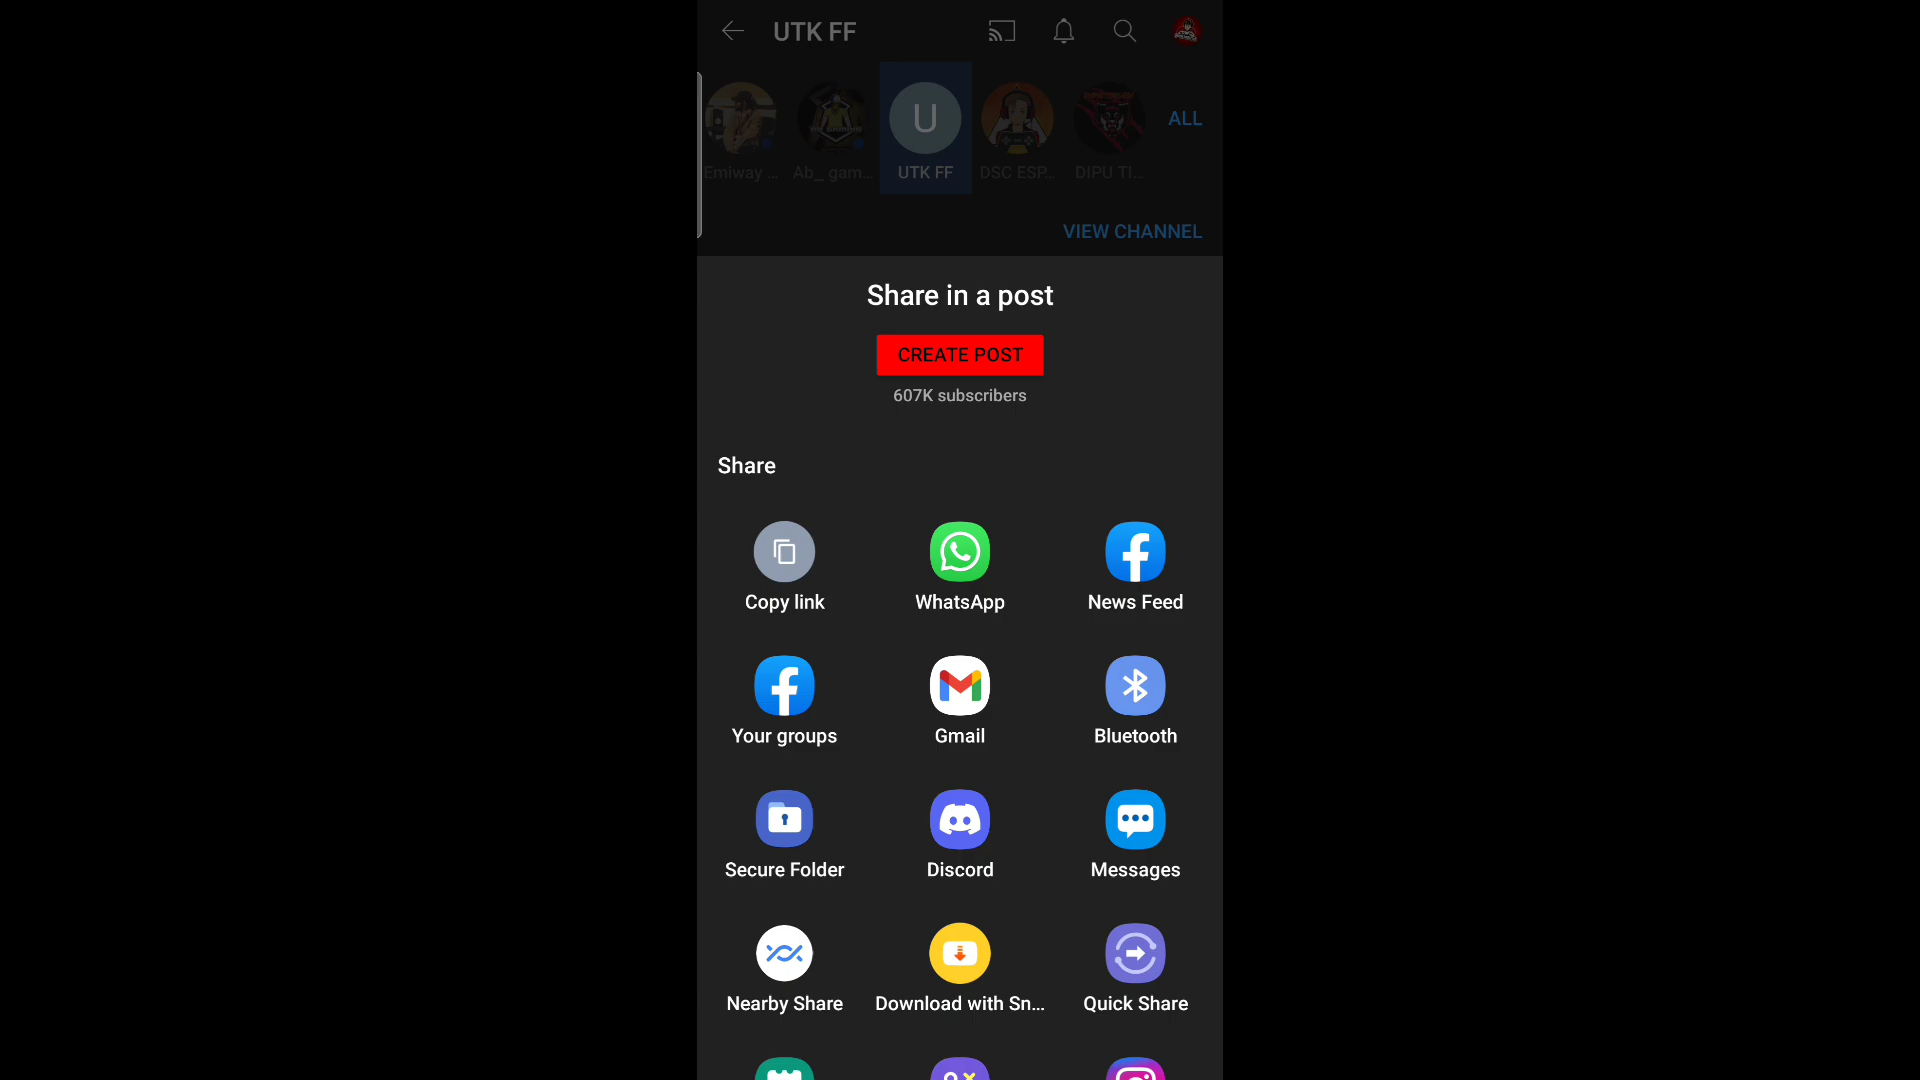 UTK FF
Emiway ...
Ab_ gam...
U
UTK FF
DSC ESP...
DIPU TI...
ALL
VIEW CHANNEL
Share in a post
CREATE POST
607K subscribers
Share
Copy link
WhatsApp
News Feed
Your groups
Gmail
Bluetooth
Secure Folder
Discord
Messages
Nearby Share
Download with Sn...
Quick Share